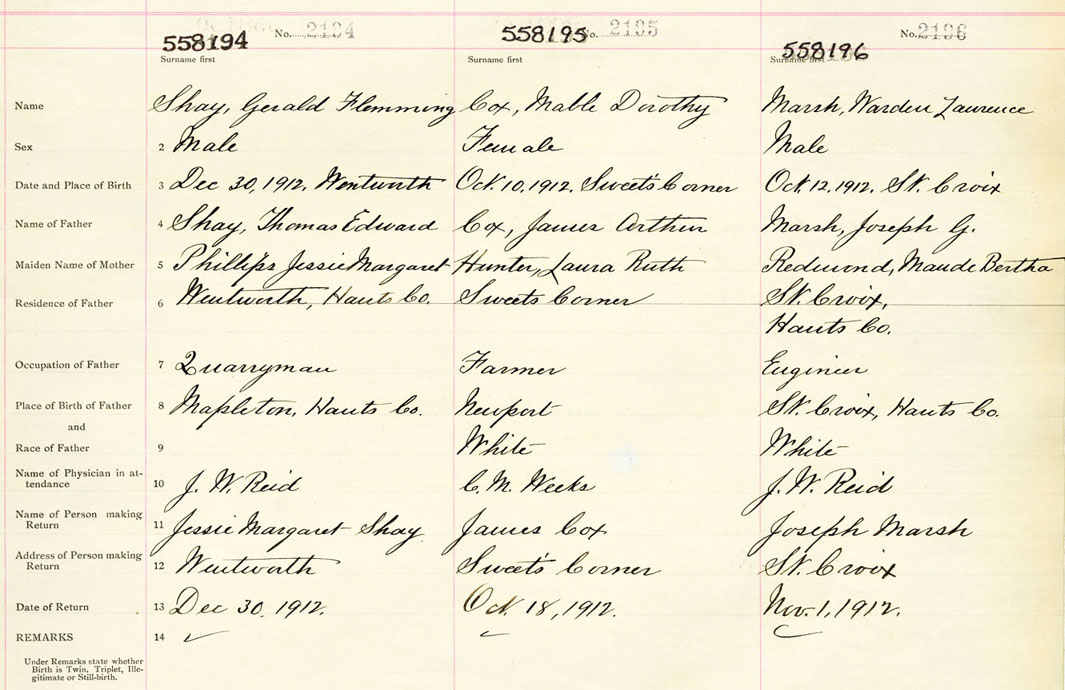 558194 No. 2194 558195 No. 2195 558196 No. 2196
Surname first Surname first Surname first
Name Shay, Gerald Flemming Cox, Mable Dorothy Marsh, Warden Lawrence
Sex 2 Male Female Male
Date and Place of Birth 3 Dec 30, 1912. Wentworth Oct. 10, 1912. Sweets Corner Oct 12, 1912. St. Croix
Name of Father 4 Shay, Thomas Edward Cox, James Arthur Marsh, Joseph G.
Maiden Name of Mother 5 Phillips Jessie Margaret Hunter, Laura Ruth Redmond, Maude Bertha
Residence of Father 6 Wentworth, Hants Co. Sweets Corner St. Croix,
Hants Co.
Occupation of Father 7 Quarryman Farmer Engineer
Place of Birth of Father 8 Mapleton, Hants Co. Newport St. Croix, Hants Co.
and
Race of Father 9 White White
Name of Physician in at-
tendance 10 J. W. Reid C. M. Weeks J. W. Reid
Name of Person making
Return 11 Jessie Margaret Shay James Cox Joseph Marsh
Address of Person making
Return 12 Wentworth Sweet's Corner St. Croix
Date of Return 13 Dec 30, 1912. Oct. 18, 1912. Nov. 1, 1912.
REMARKS 14 ✓
Under Remarks state whether
Birth is Twin, Triplet, Ille-
gitimate or Still-birth.